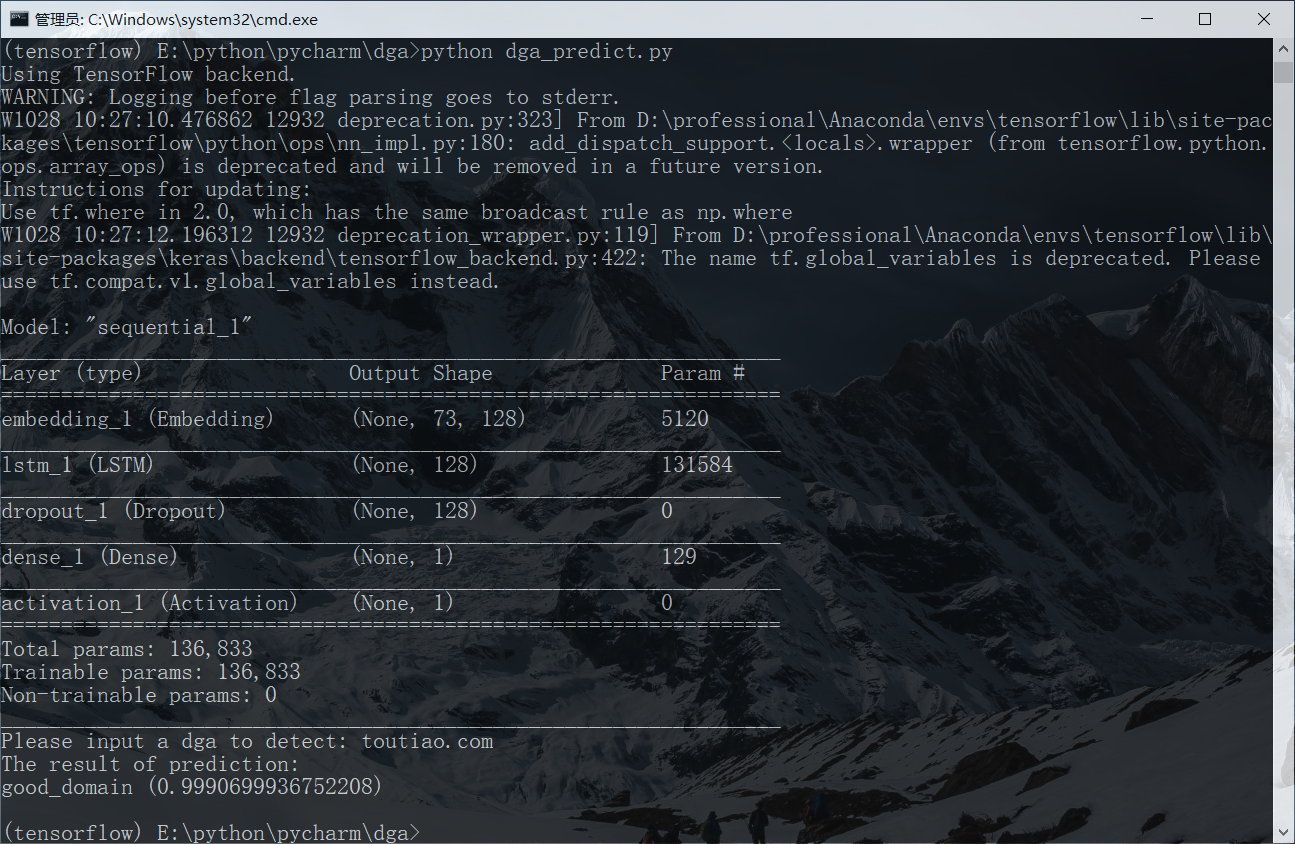 管理员: C:\Windows\system32\cmd.exe
(tensorflow) E:\python\pycharm\dga>python dga_predict.py
Using TensorFlow backend.
WARNING: Logging before flag parsing goes to stderr.
W1028 10:27:10.476862 12932 deprecation.py:323] From D:\professional\Anaconda\envs\tensorflow\lib\site-pac
kages\tensorflow\python\ops\nn_impl.py:180: add_dispatch_support.<locals>.wrapper (from tensorflow.python.
ops.array_ops) is deprecated and will be removed in a future version.
Instructions for updating:
Use tf.where in 2.0, which has the same broadcast rule as np.where
W1028 10:27:12.196312 12932 deprecation_wrapper.py:119] From D:\professional\Anaconda\envs\tensorflow\lib\
site-packages\keras\backend\tensorflow_backend.py:422: The name tf.global_variables is deprecated. Please
use tf.compat.v1.global_variables instead.
Model: "sequential_1"
_________________________________________________________________
Layer (type)                 Output Shape              Param #
=================================================================
embedding_1 (Embedding)      (None, 73, 128)           5120
_________________________________________________________________
lstm_1 (LSTM)                (None, 128)               131584
_________________________________________________________________
dropout_1 (Dropout)          (None, 128)               0
_________________________________________________________________
dense_1 (Dense)              (None, 1)                 129
_________________________________________________________________
activation_1 (Activation)    (None, 1)                 0
=================================================================
Total params: 136,833
Trainable params: 136,833
Non-trainable params: 0
_________________________________________________________________
Please input a dga to detect: toutiao.com
The result of prediction:
good_domain (0.9990699936752208)
(tensorflow) E:\python\pycharm\dga>